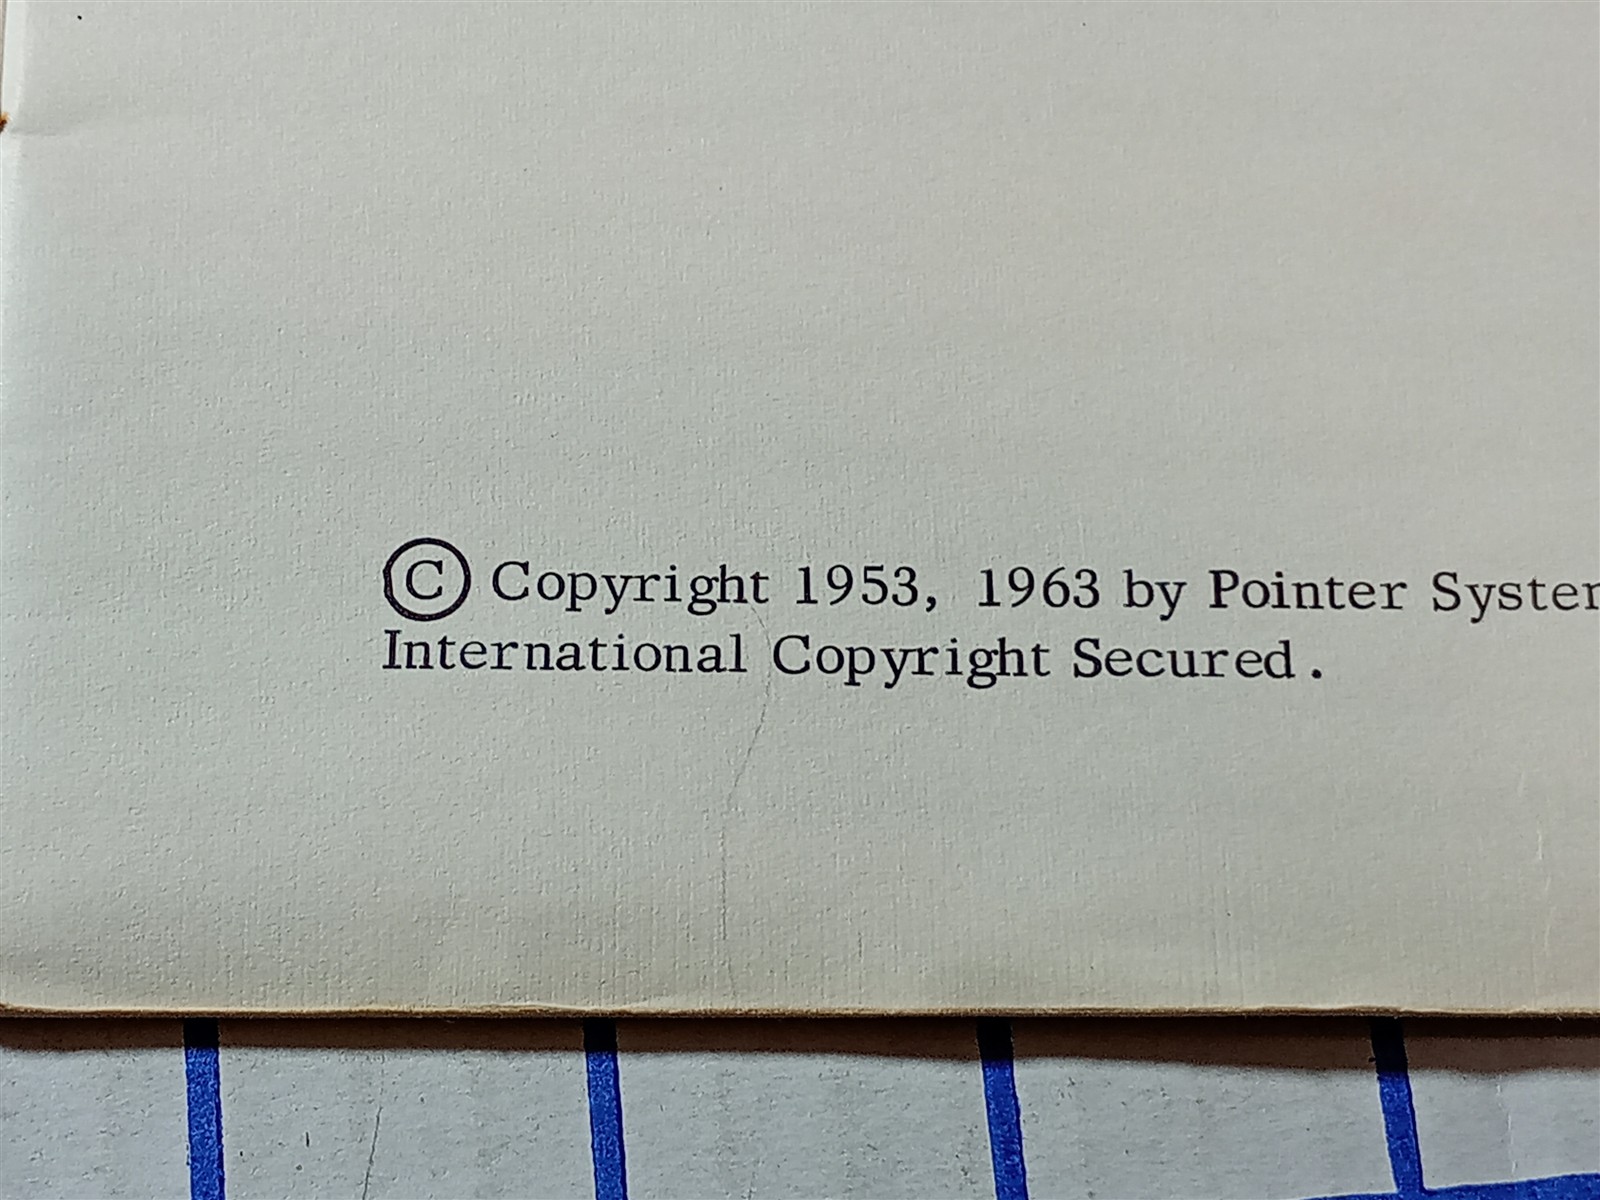 © Copyright 1953, 1963 by Pointer
International Copyright Secured.